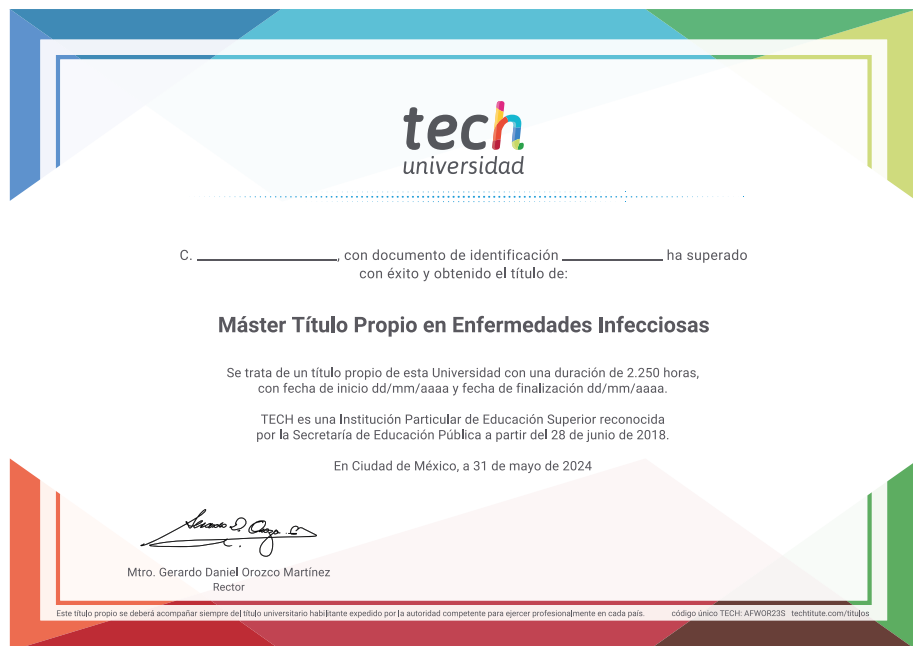 tech
universidad
C. ____________, con documento de identificación ____________ ha superado
con éxito y obtenido el título de:
Máster Título Propio en Enfermedades Infecciosas
Se trata de un título propio de esta Universidad con una duración de 2.250 horas,
con fecha de inicio dd/mm/aaaa y fecha de finalización dd/mm/aaaa.
TECH es una Institución Particular de Educación Superior reconocida
por la Secretaría de Educación Pública a partir del 28 de junio de 2018.
En Ciudad de México, a 31 de mayo de 2024
Mtro. Gerardo Daniel Orozco Martínez
Rector
Este título propio se deberá acompañar siempre del título universitario habilitante expedido por la autoridad competente para ejercer profesionalmente en cada país. código único TECH: AFWOR23S techtitute.com/titulos